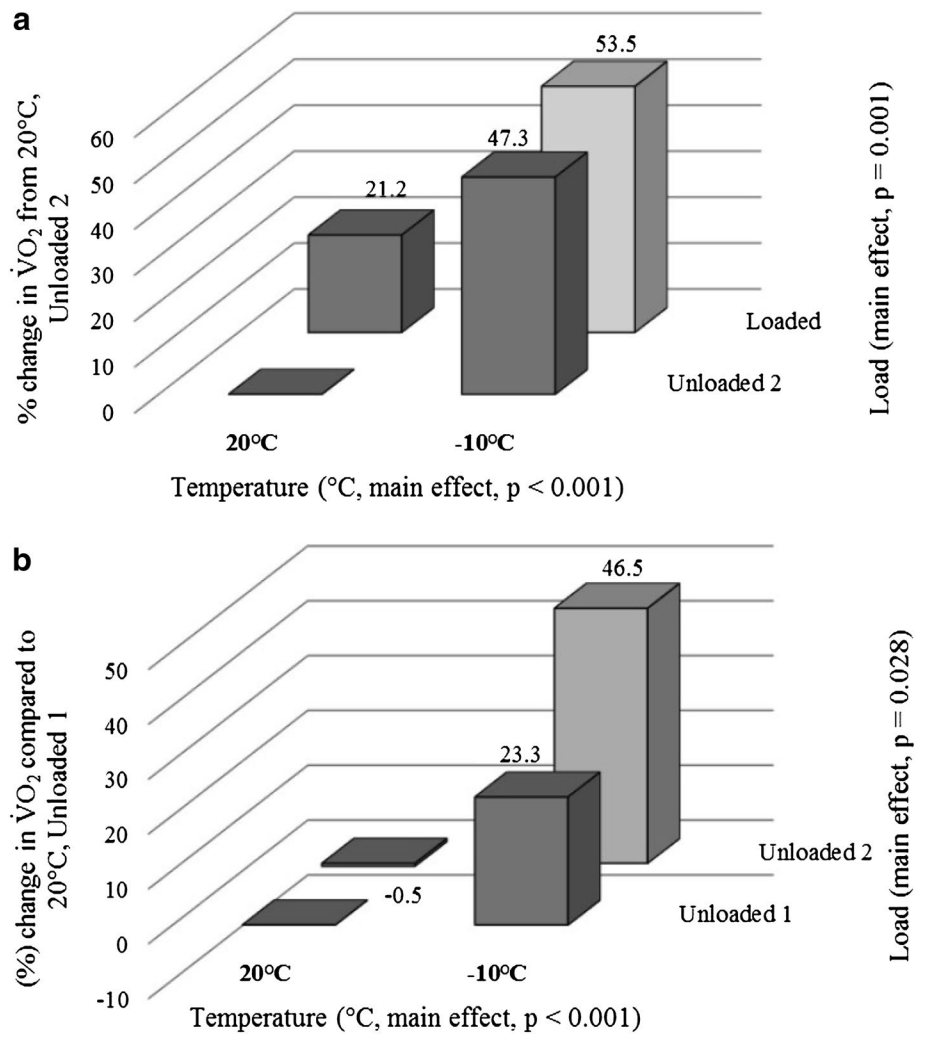 a
53.5
47.3
21.2
60
50
40
30
20
10
0
% change in V̇O₂ from 20°C,
Unloaded 2
Loaded
Unloaded 2
Load (main effect, p = 0.001)
20°C
-10°C
Temperature (°C, main effect, p < 0.001)
b
46.5
23.3
-0.5
50
40
30
20
10
0
-10
(%) change in V̇O₂ compared to
20°C, Unloaded 1
Unloaded 2
Unloaded 1
Load (main effect, p = 0.028)
20°C
-10°C
Temperature (°C, main effect, p < 0.001)